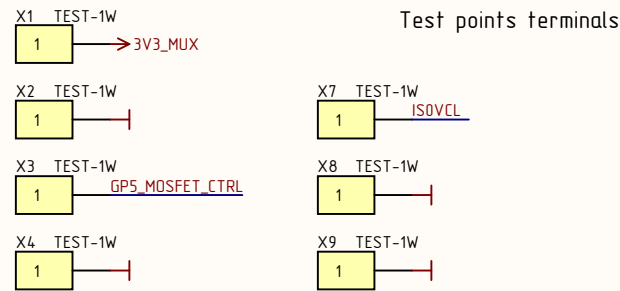 Test points terminals
X1 TEST-1W
1
3V3_MUX
X2 TEST-1W
1
X3 TEST-1W
1
GP5_MOSFET_CTRL
X4 TEST-1W
1
X7 TEST-1W
1
ISOVCL
X8 TEST-1W
1
X9 TEST-1W
1